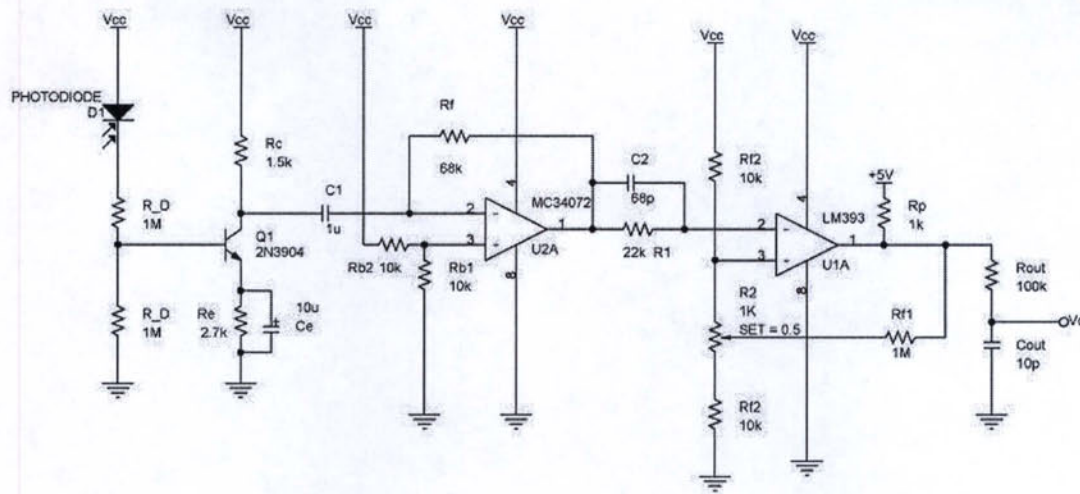 Vcc
Vcc
Vcc
Vcc
Vcc
Vcc
PHOTODIODE
D1
Rc
1.5k
Rf
68k
C1
1u
C2
68p
MC34072
4
2
3
1
U2A
8
22k R1
Rf2
10k
LM393
4
2
3
1
U1A
8
+5V
Rp
1k
R_D
1M
Q1
2N3904
Rb2 10k
Rb1
10k
R_D
1M
Re
2.7k
10u
Ce
R2
1K
SET = 0.5
Rf1
1M
Rout
100k
Cout
10p
Rf2
10k